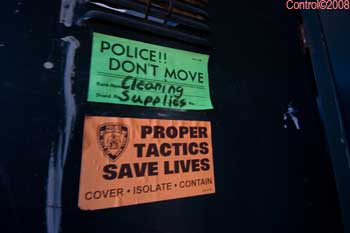 Control©2008
POLICE!!
DON'T MOVE
Cleaning
Supplies
PROPER
TACTICS
SAVE LIVES
COVER • ISOLATE • CONTAIN